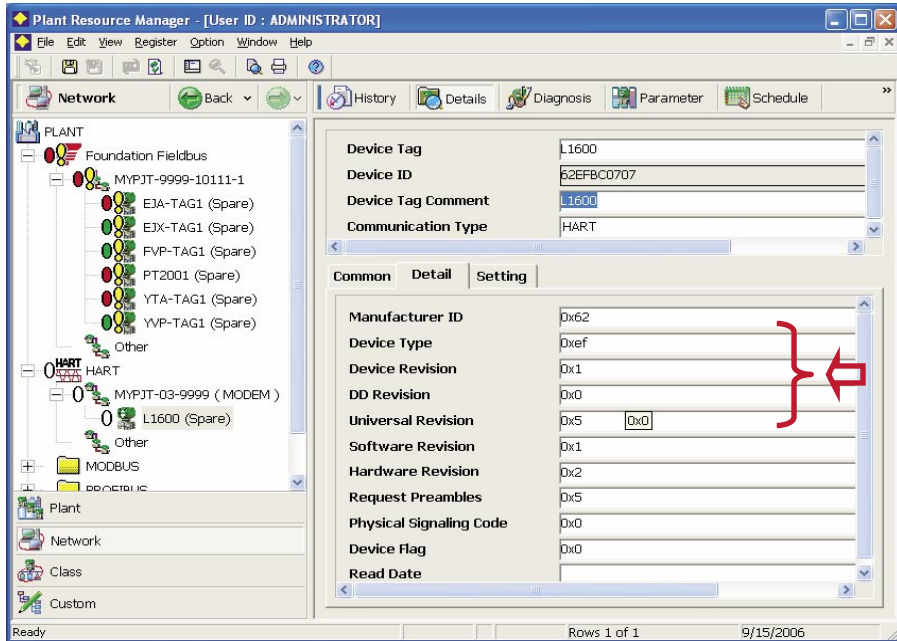 Plant Resource Manager - [User ID : ADMINISTRATOR]
File Edit View Register Option Window Help
Network Back History Details Diagnosis Parameter Schedule »
PLANT
Foundation Fieldbus
MYPJT-9999-10111-1
EJA-TAG1 (Spare)
EJX-TAG1 (Spare)
FVP-TAG1 (Spare)
PT2001 (Spare)
YTA-TAG1 (Spare)
YVP-TAG1 (Spare)
Other
HART HART
MYPJT-03-9999 ( MODEM )
L1600 (Spare)
Other
MODBUS
PROFIBUS
Plant
Network
Class
Custom
Device Tag L1600
Device ID 62EFBC0707
Device Tag Comment L1600
Communication Type HART
Common Detail Setting
Manufacturer ID 0x62
Device Type 0xef
Device Revision 0x1
DD Revision 0x0
Universal Revision 0x5 0x0
Software Revision 0x1
Hardware Revision 0x2
Request Preambles 0x5
Physical Signaling Code 0x0
Device Flag 0x0
Read Date
Ready Rows 1 of 1 9/15/2006